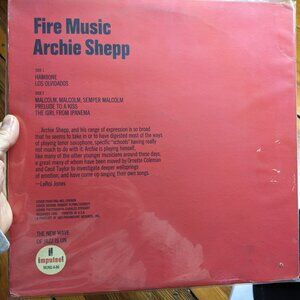 Fire Music
Archie Shepp
SIDE 1
HAMBONE
LOS OLVIDADOS
SIDE 2
MALCOLM, MALCOLM, SEMPER MALCOLM
PRELUDE TO A KISS
THE GIRL FROM IPANEMA
Archie Shepp, and his range of expression is so broad
that he seems to take in or to have digested most of the ways
of playing tenor saxophone, specific "schools" having really
not much to do with it. Archie is playing himself,
like many of the other younger musicians around these days,
a great many of whom have been moved by Ornette Coleman
and Cecil Taylor to investigate deeper wellsprings
of emotion, and have come up singing their own songs.
—LeRoi Jones
THE NEW WAVE
OF JAZZ IS ON
impulse!
MONO A-86